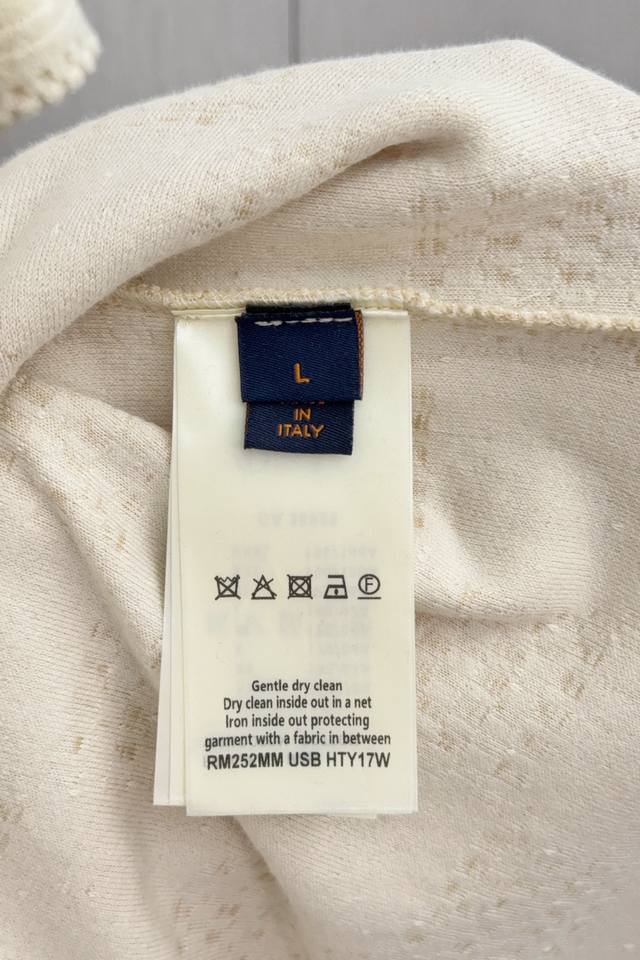 L
IN
ITALY
F
Gentle dry clean
Dry clean inside out in a net
Iron inside out protecting
garment with a fabric in between
RM252MM USB HTY17W